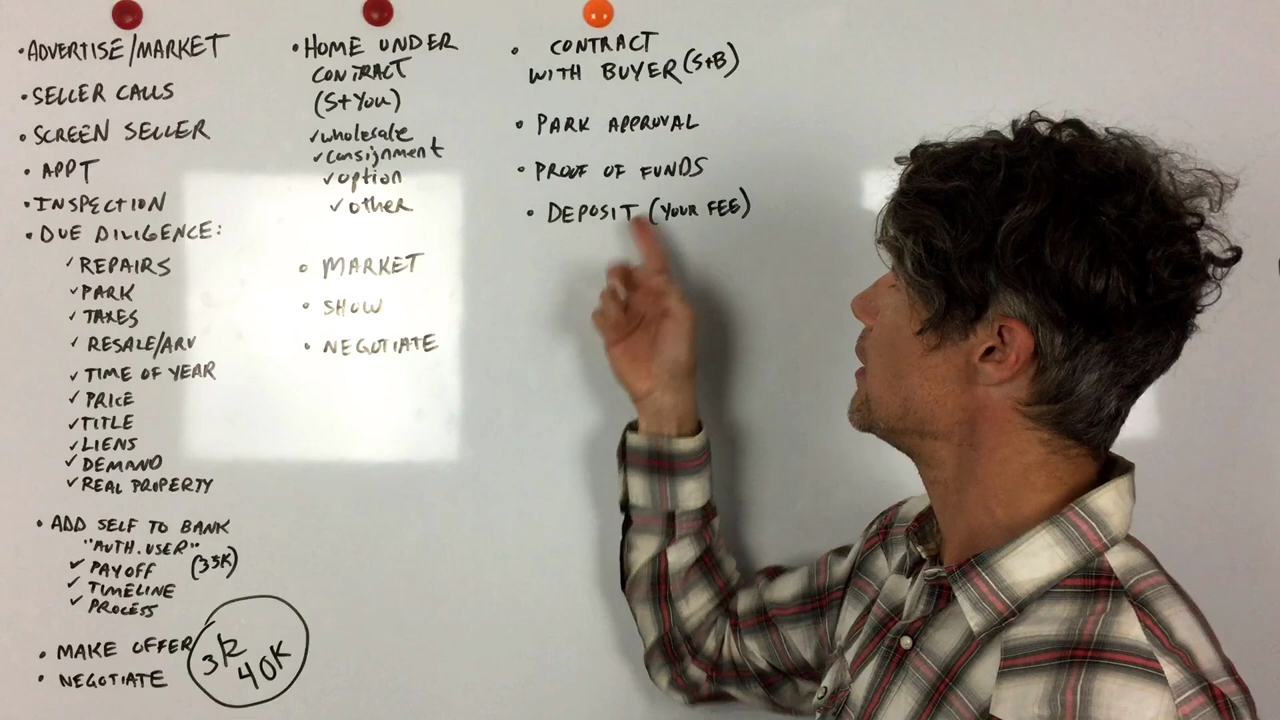 • ADVERTISE/MARKET
• SELLER CALLS
• SCREEN SELLER
• APPT
• INSPECTION
• DUE DILIGENCE:
✓ REPAIRS
✓ PARK
✓ TAXES
✓ RESALE/ARV
✓ TIME OF YEAR
✓ PRICE
✓ TITLE
✓ LIENS
✓ DEMAND
✓ REAL PROPERTY
• ADD SELF TO BANK
"AUTH. USER"
✓ PAYOFF (35K)
✓ TIMELINE
✓ PROCESS
• MAKE OFFER
• NEGOTIATE
3/2
40K
• HOME UNDER
CONTRACT
(S+YOU)
✓ wholesale
✓ consignment
✓ option
✓ other
• MARKET
• SHOW
• NEGOTIATE
• CONTRACT
WITH BUYER (S+B)
• PARK APPROVAL
• PROOF OF FUNDS
• DEPOSIT (YOUR FEE)